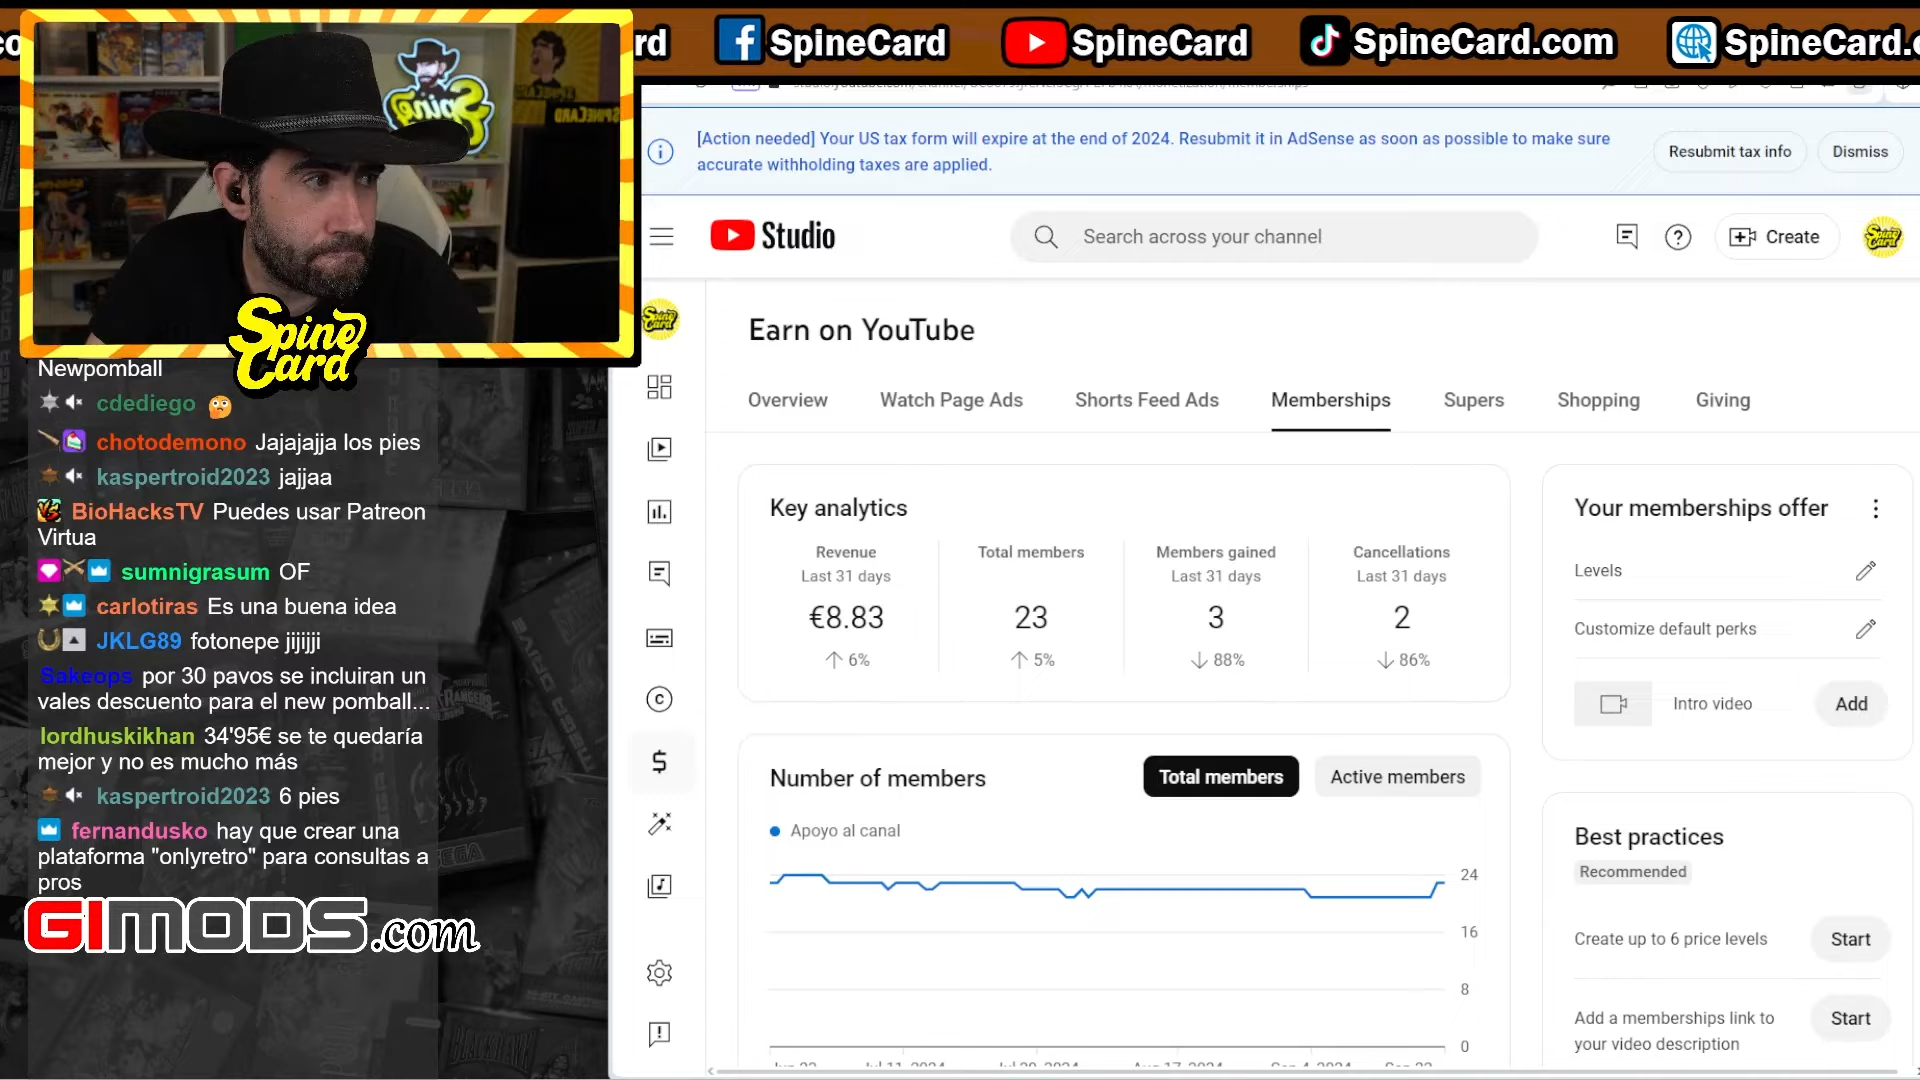 rd
SpineCard
SpineCard
SpineCard.com
SpineCard.c
[Action needed] Your US tax form will expire at the end of 2024. Resubmit it in AdSense as soon as possible to make sure
accurate withholding taxes are applied.
Resubmit tax info
Dismiss
Studio
Search across your channel
Create
Spine
Card
Newpomball
cdediego
chotodemono Jajajajja los pies
kaspertroid2023 jajjaa
BioHacksTV Puedes usar Patreon
Virtua
sumnigrasum OF
carlotiras Es una buena idea
JKLG89 fotonepe jijijjji
Sakeops por 30 pavos se incluiran un
vales descuento para el new pomball...
lordhuskikhan 34'95€ se te quedaría
mejor y no es mucho más
kaspertroid2023 6 pies
fernandusko hay que crear una
plataforma "onlyretro" para consultas a
pros
GIMODS.com
Earn on YouTube
Overview
Watch Page Ads
Shorts Feed Ads
Memberships
Supers
Shopping
Giving
Key analytics
Revenue
Last 31 days
€8.83
6%
Total members
23
5%
Members gained
Last 31 days
3
88%
Cancellations
Last 31 days
2
86%
Your memberships offer
Levels
Customize default perks
Intro video
Add
Number of members
Total members
Active members
Apoyo al canal
24
16
8
0
Best practices
Recommended
Create up to 6 price levels
Start
Add a memberships link to
your video description
Start